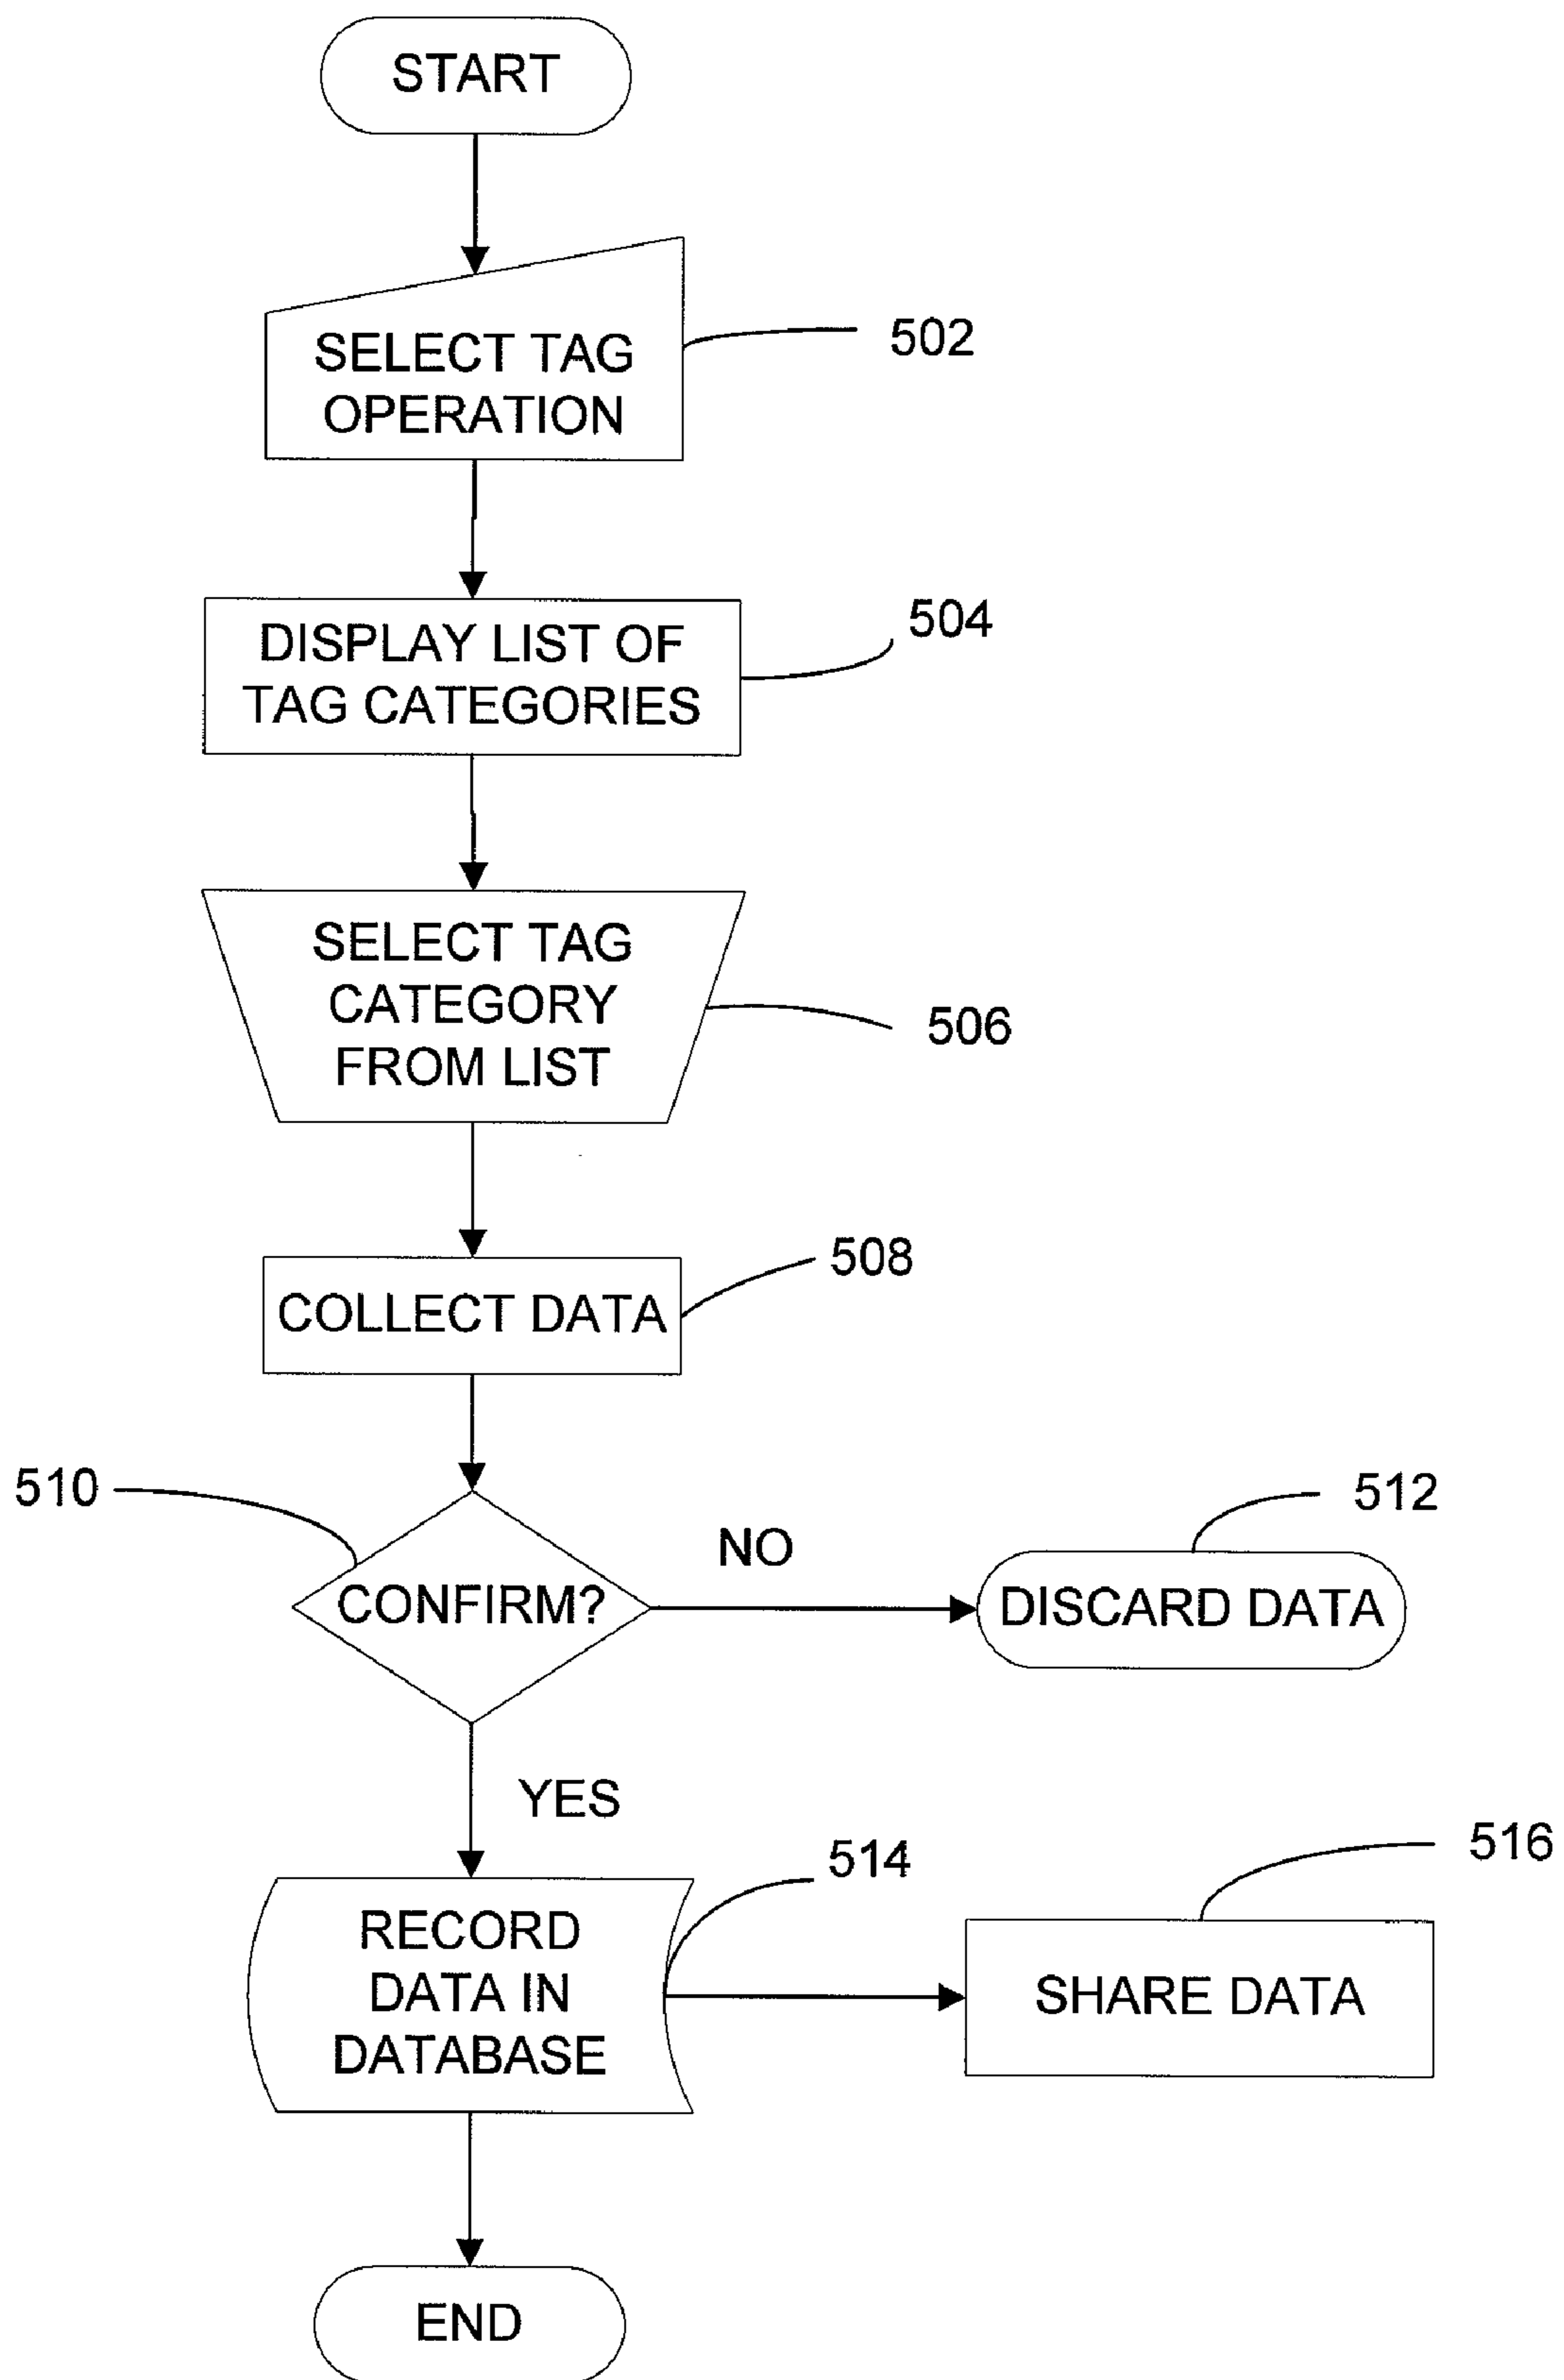 START
SELECT TAG
OPERATION
502
DISPLAY LIST OF
TAG CATEGORIES
504
SELECT TAG
CATEGORY
FROM LIST
506
COLLECT DATA
508
510
CONFIRM?
NO
512
DISCARD DATA
YES
514
RECORD
DATA IN
DATABASE
516
SHARE DATA
END